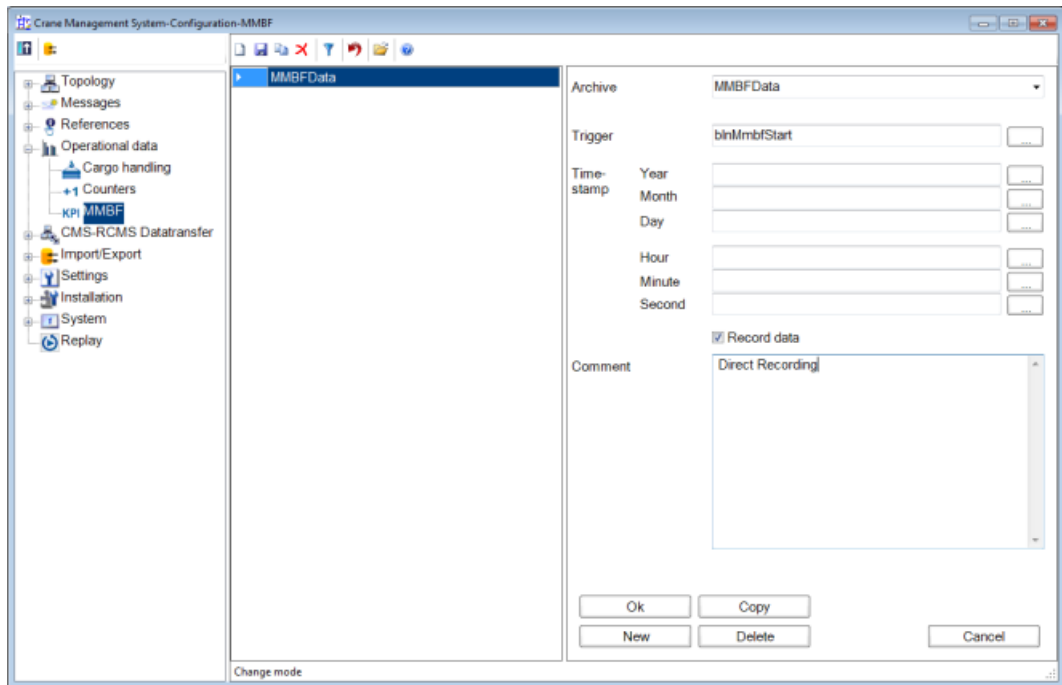 Crane Management System-Configuration-MMBF
Topology
Messages
References
Operational data
Cargo handling
+1 Counters
KPI MMBF
CMS-RCMS Datatransfer
Import/Export
Settings
Installation
System
Replay
MMBFData
Archive MMBFData
Trigger blnMmbfStart ...
Time- Year ...
stamp Month ...
Day ...
Hour ...
Minute ...
Second ...
Record data
Comment Direct Recording
Ok Copy
New Delete Cancel
Change mode